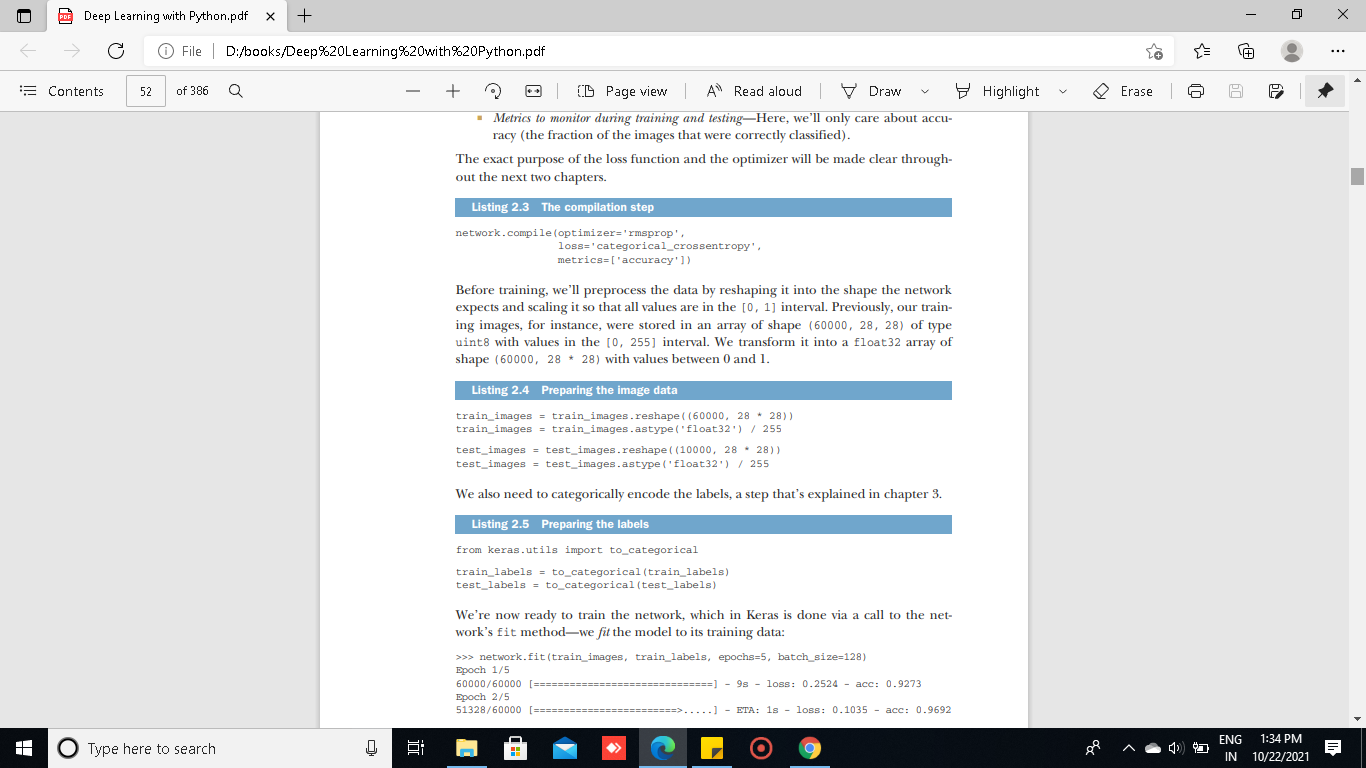 Deep Learning with Python.pdf
File
D:/books/Deep%20Learning%20with%20Python.pdf
Contents
52
of 386
Page view
Read aloud
Draw
Highlight
Erase
Metrics to monitor during training and testing—Here, we'll only care about accu-
racy (the fraction of the images that were correctly classified).
The exact purpose of the loss function and the optimizer will be made clear through-
out the next two chapters.
Listing 2.3 The compilation step
network.compile(optimizer='rmsprop',
loss='categorical_crossentropy',
metrics=['accuracy'])
Before training, we'll preprocess the data by reshaping it into the shape the network
expects and scaling it so that all values are in the [0, 1] interval. Previously, our train-
ing images, for instance, were stored in an array of shape (60000, 28, 28) of type
uint8 with values in the [0, 255] interval. We transform it into a float32 array of
shape (60000, 28 * 28) with values between 0 and 1.
Listing 2.4 Preparing the image data
train_images = train_images.reshape((60000, 28 * 28))
train_images = train_images.astype('float32') / 255
test_images = test_images.reshape((10000, 28 * 28))
test_images = test_images.astype('float32') / 255
We also need to categorically encode the labels, a step that's explained in chapter 3.
Listing 2.5 Preparing the labels
from keras.utils import to_categorical
train_labels = to_categorical(train_labels)
test_labels = to_categorical(test_labels)
We're now ready to train the network, which in Keras is done via a call to the net-
work's fit method—we fit the model to its training data:
>>> network.fit(train_images, train_labels, epochs=5, batch_size=128)
Epoch 1/5
60000/60000 [==============================] - 9s - loss: 0.2524 - acc: 0.9273
Epoch 2/5
51328/60000 [========================>.....] - ETA: 1s - loss: 0.1035 - acc: 0.9692
Type here to search
ENG
IN
1:34 PM
10/22/2021